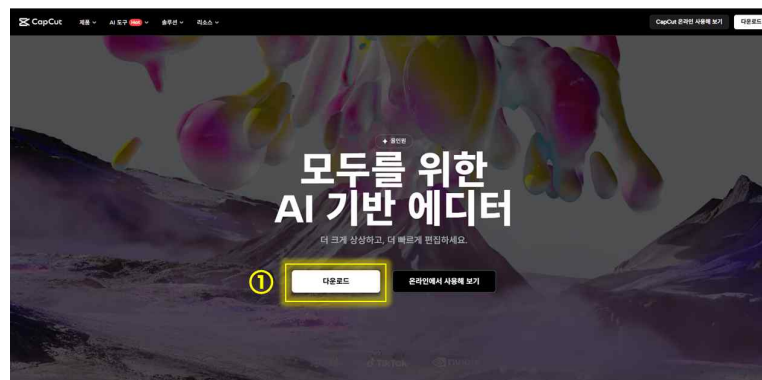 CapCut 제품 AI 도구 Hot 솔루션 리소스 CapCut 온라인 사용해 보기 다운로드
올인원
모두를 위한
AI 기반 에디터
더 크게 상상하고, 더 빠르게 편집하세요.
① 다운로드 온라인에서 사용해 보기
TikTok